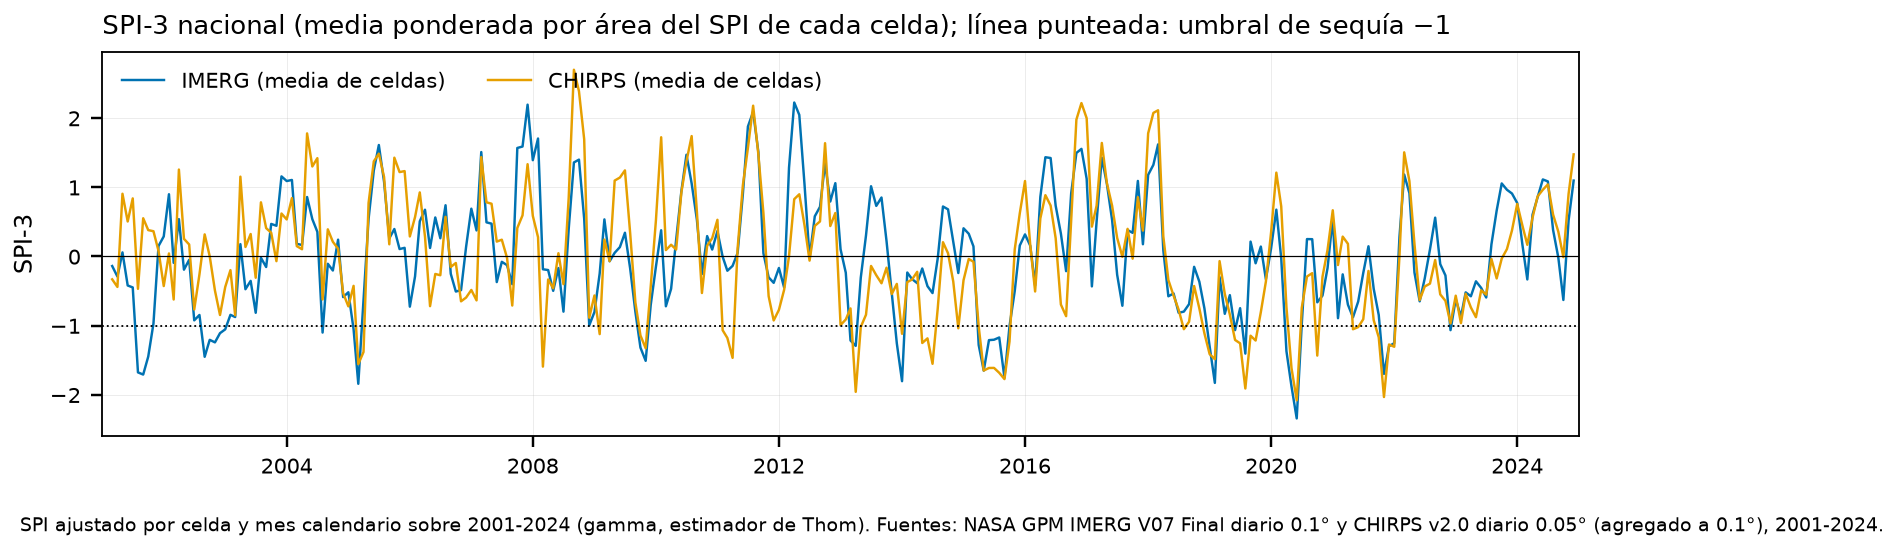 SPI-3 nacional (media ponderada por área del SPI de cada celda); línea punteada: umbral de sequía −1
IMERG (media de celdas)
CHIRPS (media de celdas)
SPI-3
2
1
0
−1
−2
2004
2008
2012
2016
2020
2024
SPI ajustado por celda y mes calendario sobre 2001-2024 (gamma, estimador de Thom). Fuentes: NASA GPM IMERG V07 Final diario 0.1° y CHIRPS v2.0 diario 0.05° (agregado a 0.1°), 2001-2024.